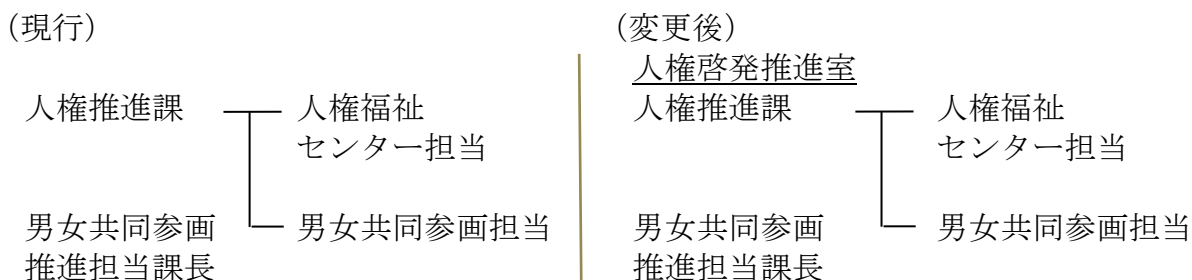 （現行）
人権推進課
人権福祉
センター担当
男女共同参画
推進担当課長
男女共同参画担当
（変更後）
人権啓発推進室
人権推進課
人権福祉
センター担当
男女共同参画
推進担当課長
男女共同参画担当